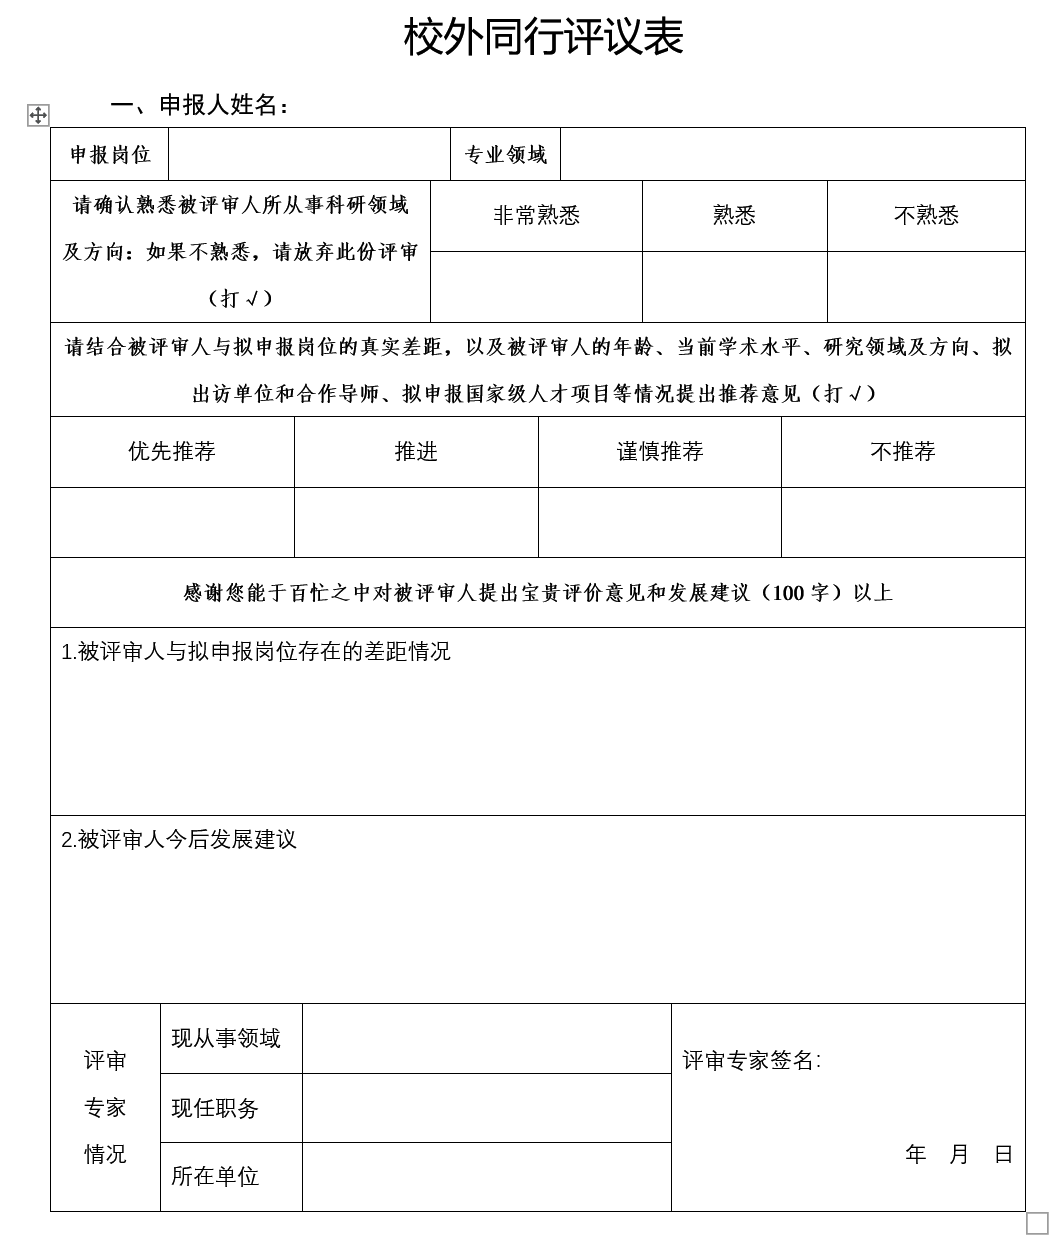 校外同行评议表
一、申报人姓名：
申报岗位
专业领域
请确认熟悉被评审人所从事科研领域
及方向：如果不熟悉，请放弃此份评审
（打√）
非常熟悉
熟悉
不熟悉
请结合被评审人与拟申报岗位的真实差距，以及被评审人的年龄、当前学术水平、研究领域及方向、拟
出访单位和合作导师、拟申报国家级人才项目等情况提出推荐意见（打√）
优先推荐
推进
谨慎推荐
不推荐
感谢您能于百忙之中对被评审人提出宝贵评价意见和发展建议（100 字）以上
1.被评审人与拟申报岗位存在的差距情况
2.被评审人今后发展建议
评审
专家
情况
现从事领域
现任职务
所在单位
评审专家签名:
年 月 日